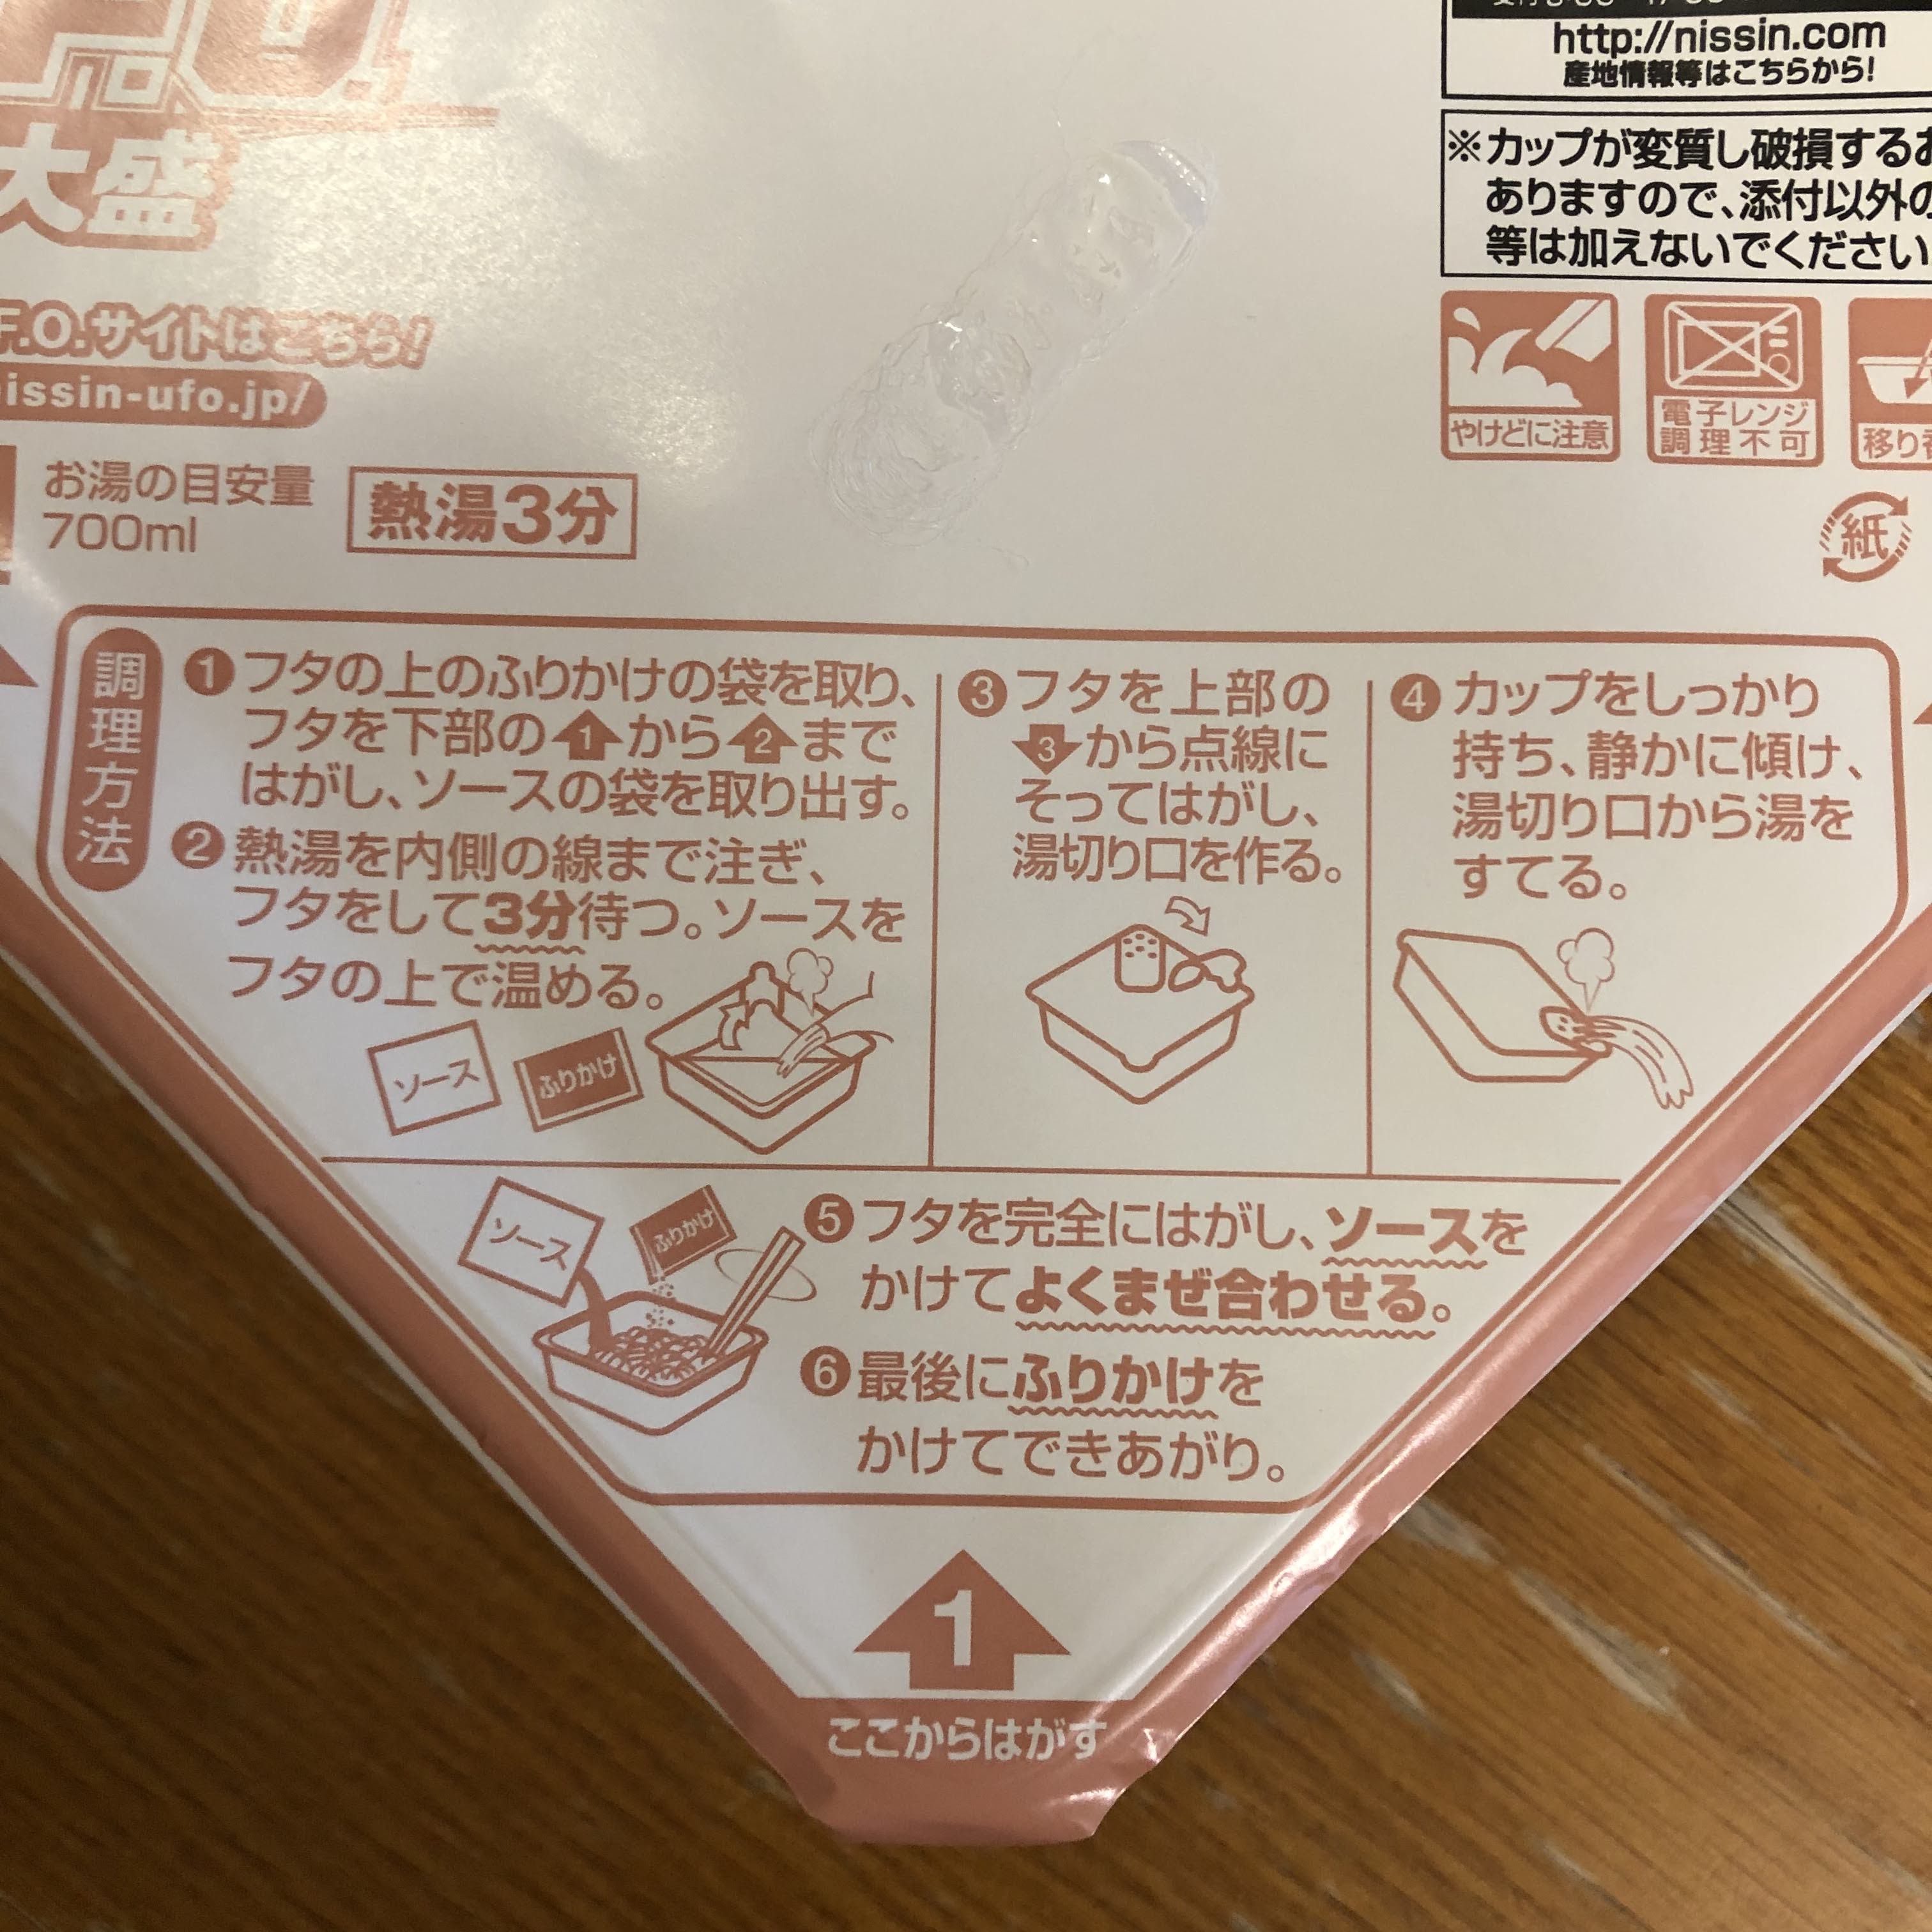 大盛
F.O.サイトはこちら!
nissin-ufo.jp/
お湯の目安量
700ml
熱湯3分
http://nissin.com
産地情報等はこちらから!
※カップが変質し破損するお
ありますので、添付以外の
等は加えないでください
やけどに注意
電子レンジ
調理不可
移り
紙
調理方法
1 フタの上のふりかけの袋を取り、
フタを下部の1から2まで
はがし、ソースの袋を取り出す。
2 熱湯を内側の線まで注ぎ、
フタをして3分待つ。ソースを
フタの上で温める。
ソース
ふりかけ
3 フタを上部の
3から点線に
そってはがし、
湯切り口を作る。
4 カップをしっかり
持ち、静かに傾け、
湯切り口から湯を
すてる。
ソース
ふりかけ
5 フタを完全にはがし、ソースを
かけてよくまぜ合わせる。
6 最後にふりかけを
かけてできあがり。
1
ここからはがす